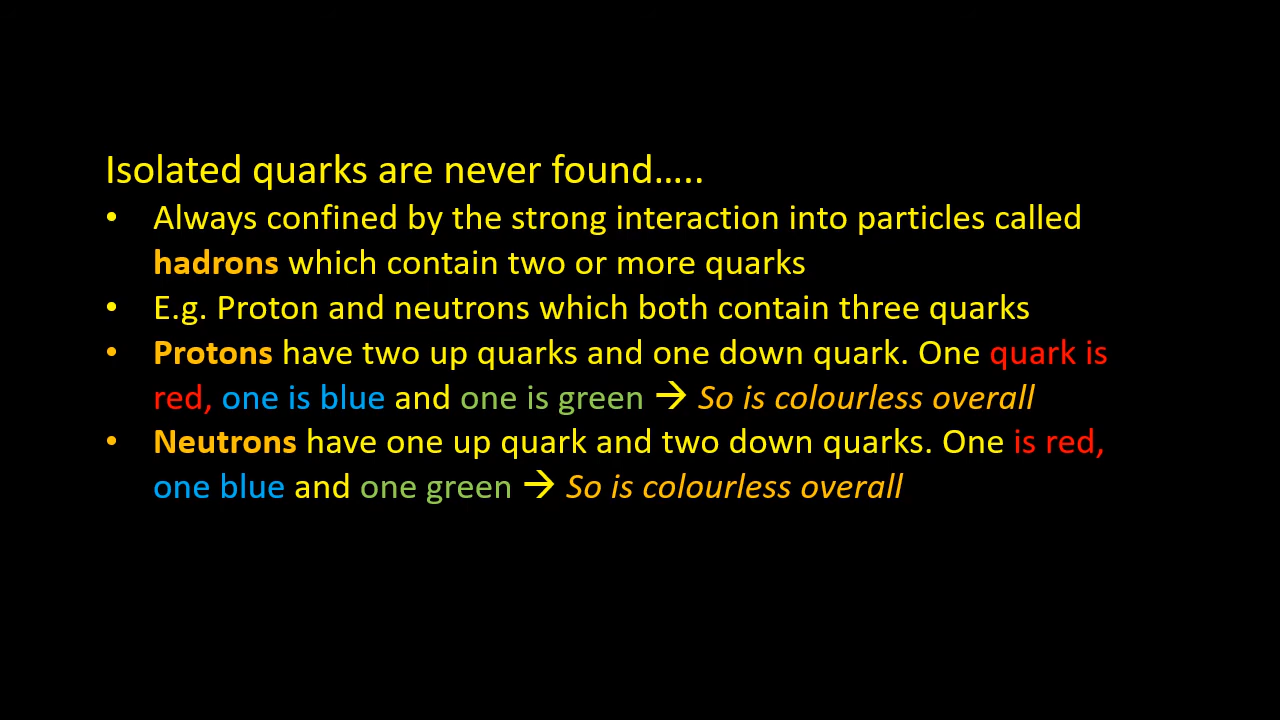 Isolated quarks are never found.....
• Always confined by the strong interaction into particles called
hadrons which contain two or more quarks
• E.g. Proton and neutrons which both contain three quarks
• Protons have two up quarks and one down quark. One quark is
red, one is blue and one is green → So is colourless overall
• Neutrons have one up quark and two down quarks. One is red,
one blue and one green → So is colourless overall